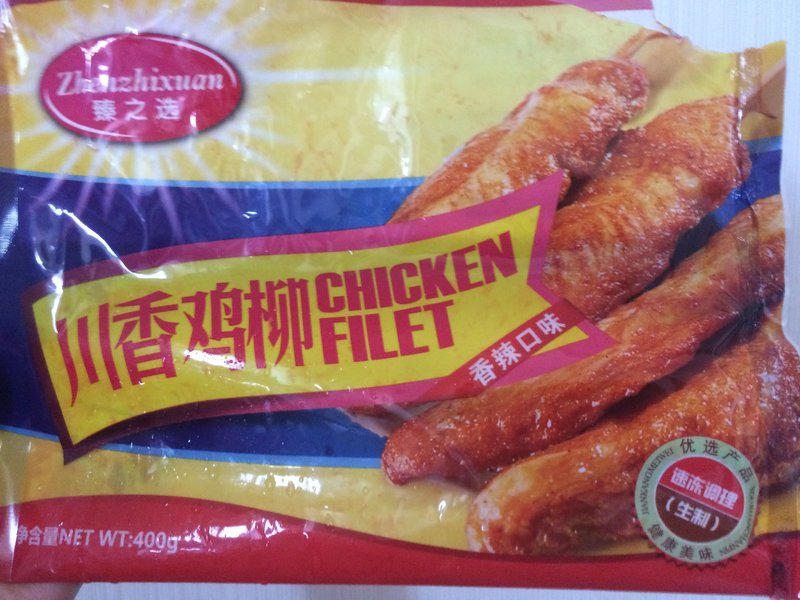 Zhenzhixuan
臻之选
川香鸡柳
CHICKEN
FILET
香辣口味
净含量NET WT:400g
优选产品
JIANKANGMEIWEI
速冻调理
（生制）
健康美味